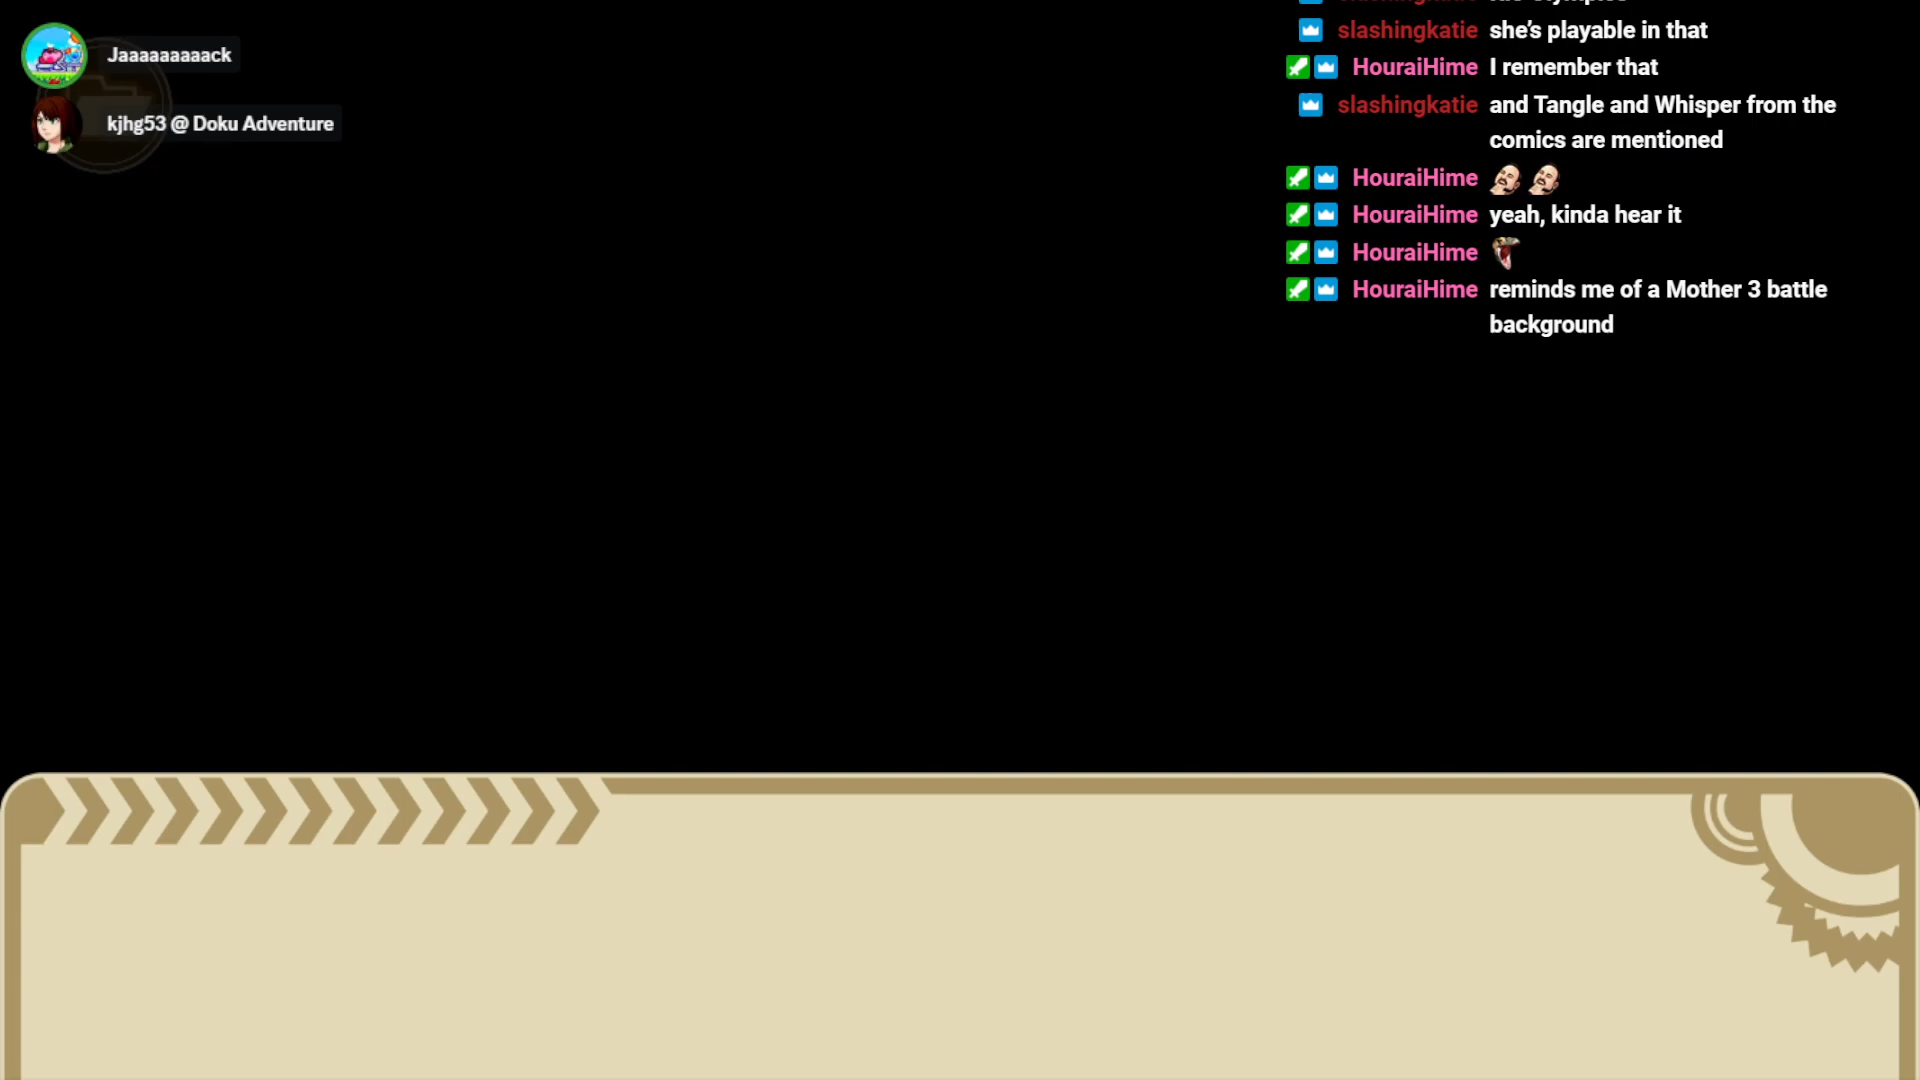 Jaaaaaaaaack
kjhg53 @ Doku Adventure
slashingkatie she’s playable in that
HouraiHime I remember that
slashingkatie and Tangle and Whisper from the
comics are mentioned
HouraiHime
HouraiHime yeah, kinda hear it
HouraiHime
HouraiHime reminds me of a Mother 3 battle
background